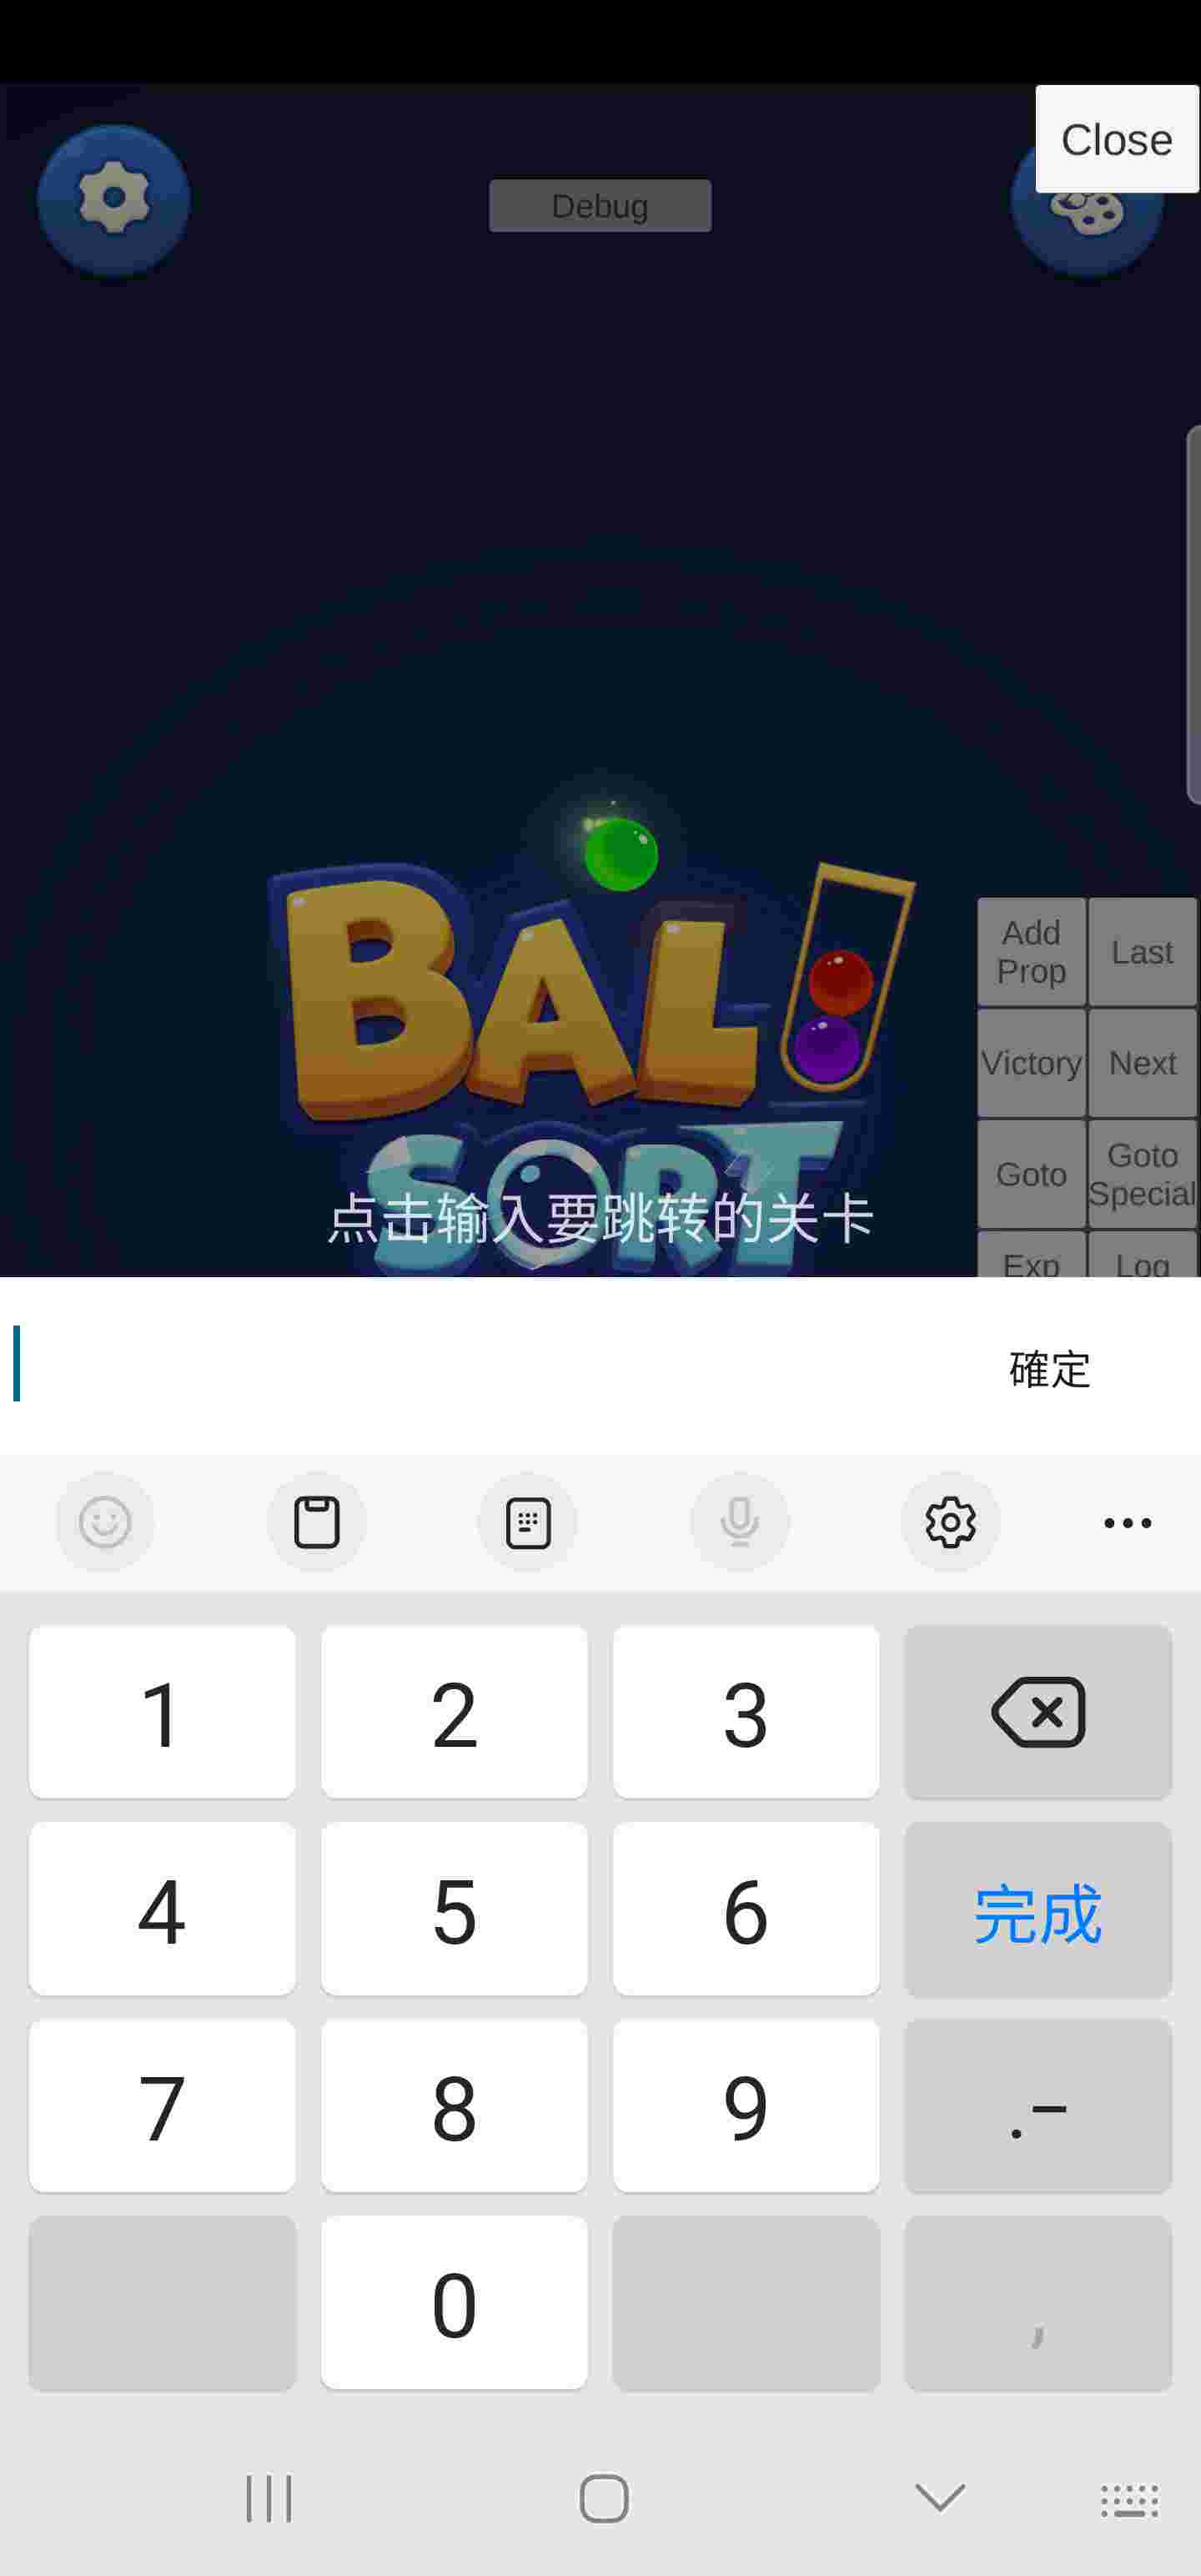 Close
Debug
BALL
SORT
点击输入要跳转的关卡
Add
Prop
Last
Victory
Next
Goto
Goto
Special
Exp
Log
確定
1
2
3
4
5
6
完成
7
8
9
.-
0
,